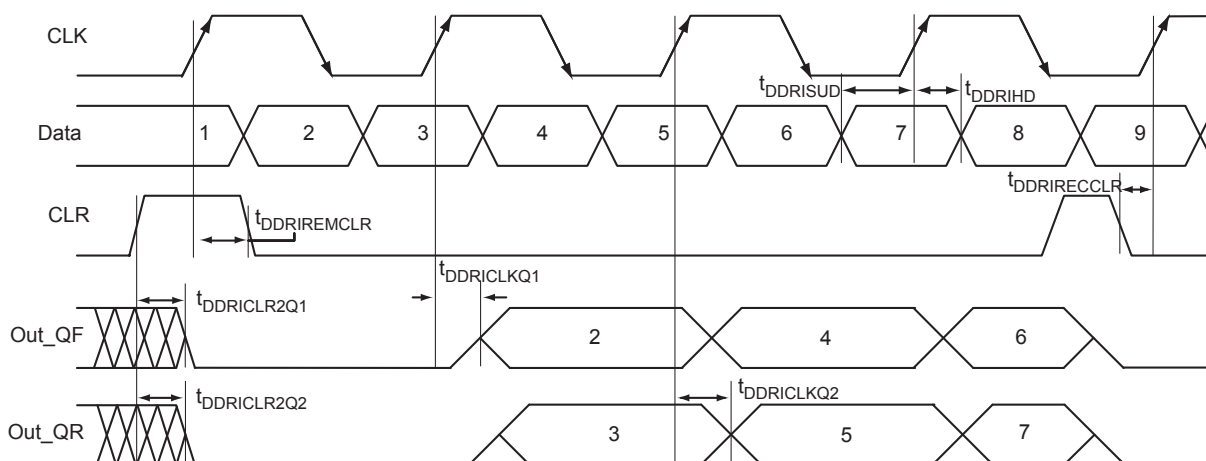 CLK
tDDRISUD
tDDRIHD
Data
1 2 3 4 5 6 7 8 9
tDDRIRECCLR
CLR
tDDRIREMCLR
tDDRICLKQ1
tDDRICLR2Q1
Out_QF
2 4 6
tDDRICLR2Q2
tDDRICLKQ2
Out_QR
3 5 7